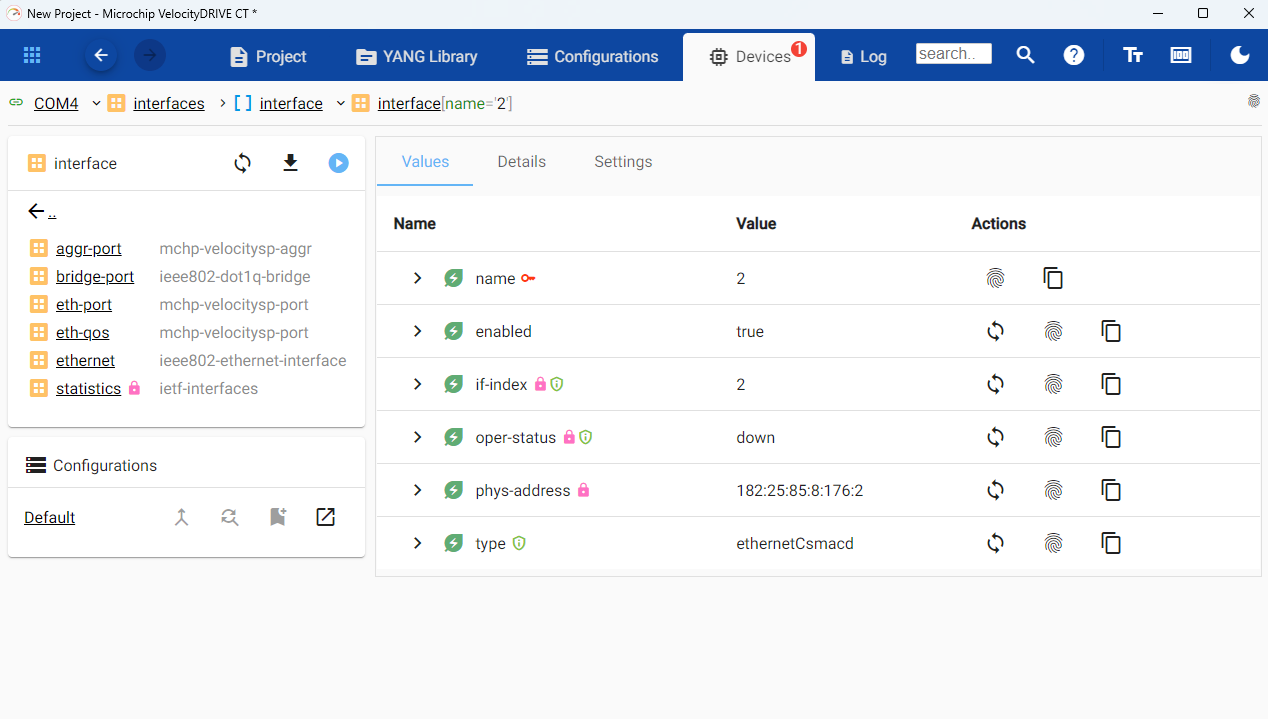 New Project - Microchip VelocityDRIVE CT *
Project
YANG Library
Configurations
Devices
1
Log
search..
COM4
interfaces
[ ] interface
interface[name='2']
interface
..
aggr-port mchp-velocitysp-aggr
bridge-port ieee802-dot1q-bridge
eth-port mchp-velocitysp-port
eth-qos mchp-velocitysp-port
ethernet ieee802-ethernet-interface
statistics ietf-interfaces
Configurations
Default
Values Details Settings
Name Value Actions
name 2
enabled true
if-index 2
oper-status down
phys-address 182:25:85:8:176:2
type ethernetCsmacd